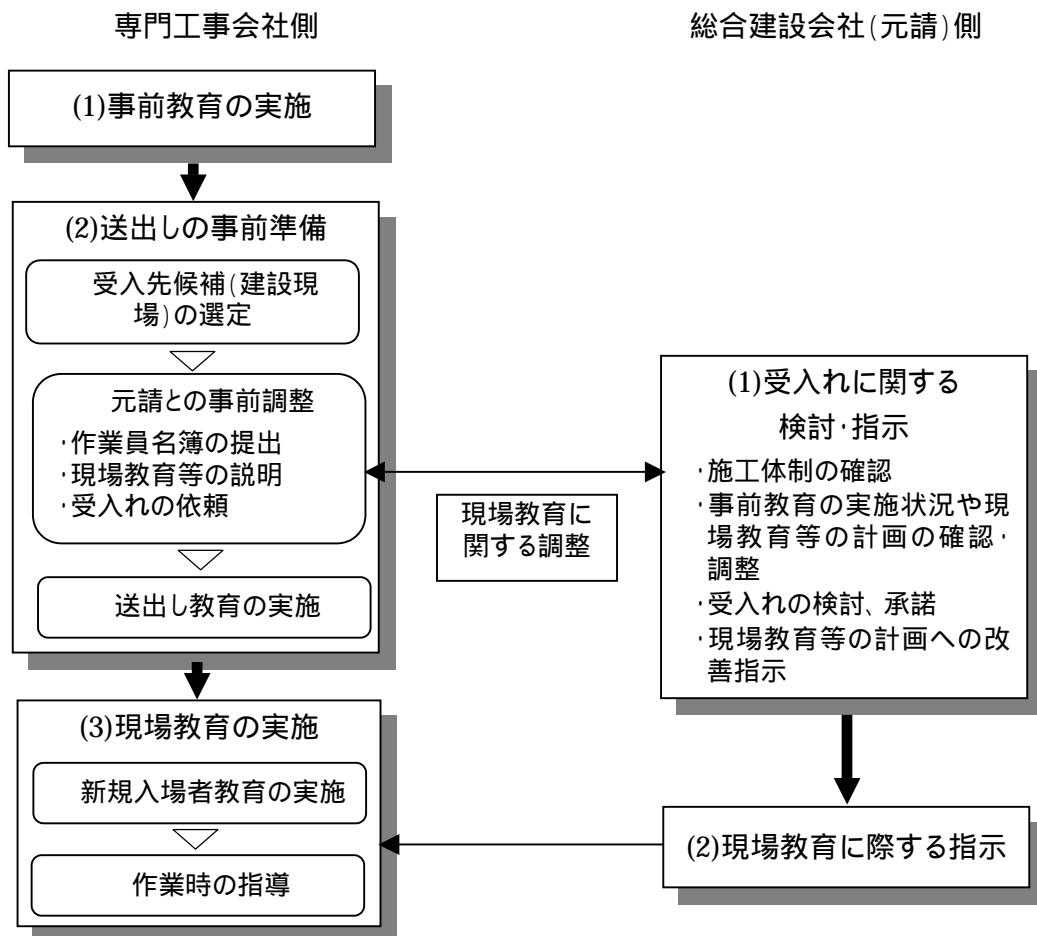 専門工事会社側
総合建設会社(元請)側
(1)事前教育の実施
(2)送出しの事前準備
受入先候補(建設現
場)の選定
元請との事前調整
・作業員名簿の提出
・現場教育等の説明
・受入れの依頼
送出し教育の実施
現場教育に
関する調整
(1)受入れに関する
検討・指示
・施工体制の確認
・事前教育の実施状況や現
場教育等の計画の確認・
調整
・受入れの検討、承諾
・現場教育等の計画への改
善指示
(3)現場教育の実施
新規入場者教育の実施
作業時の指導
(2)現場教育に際する指示